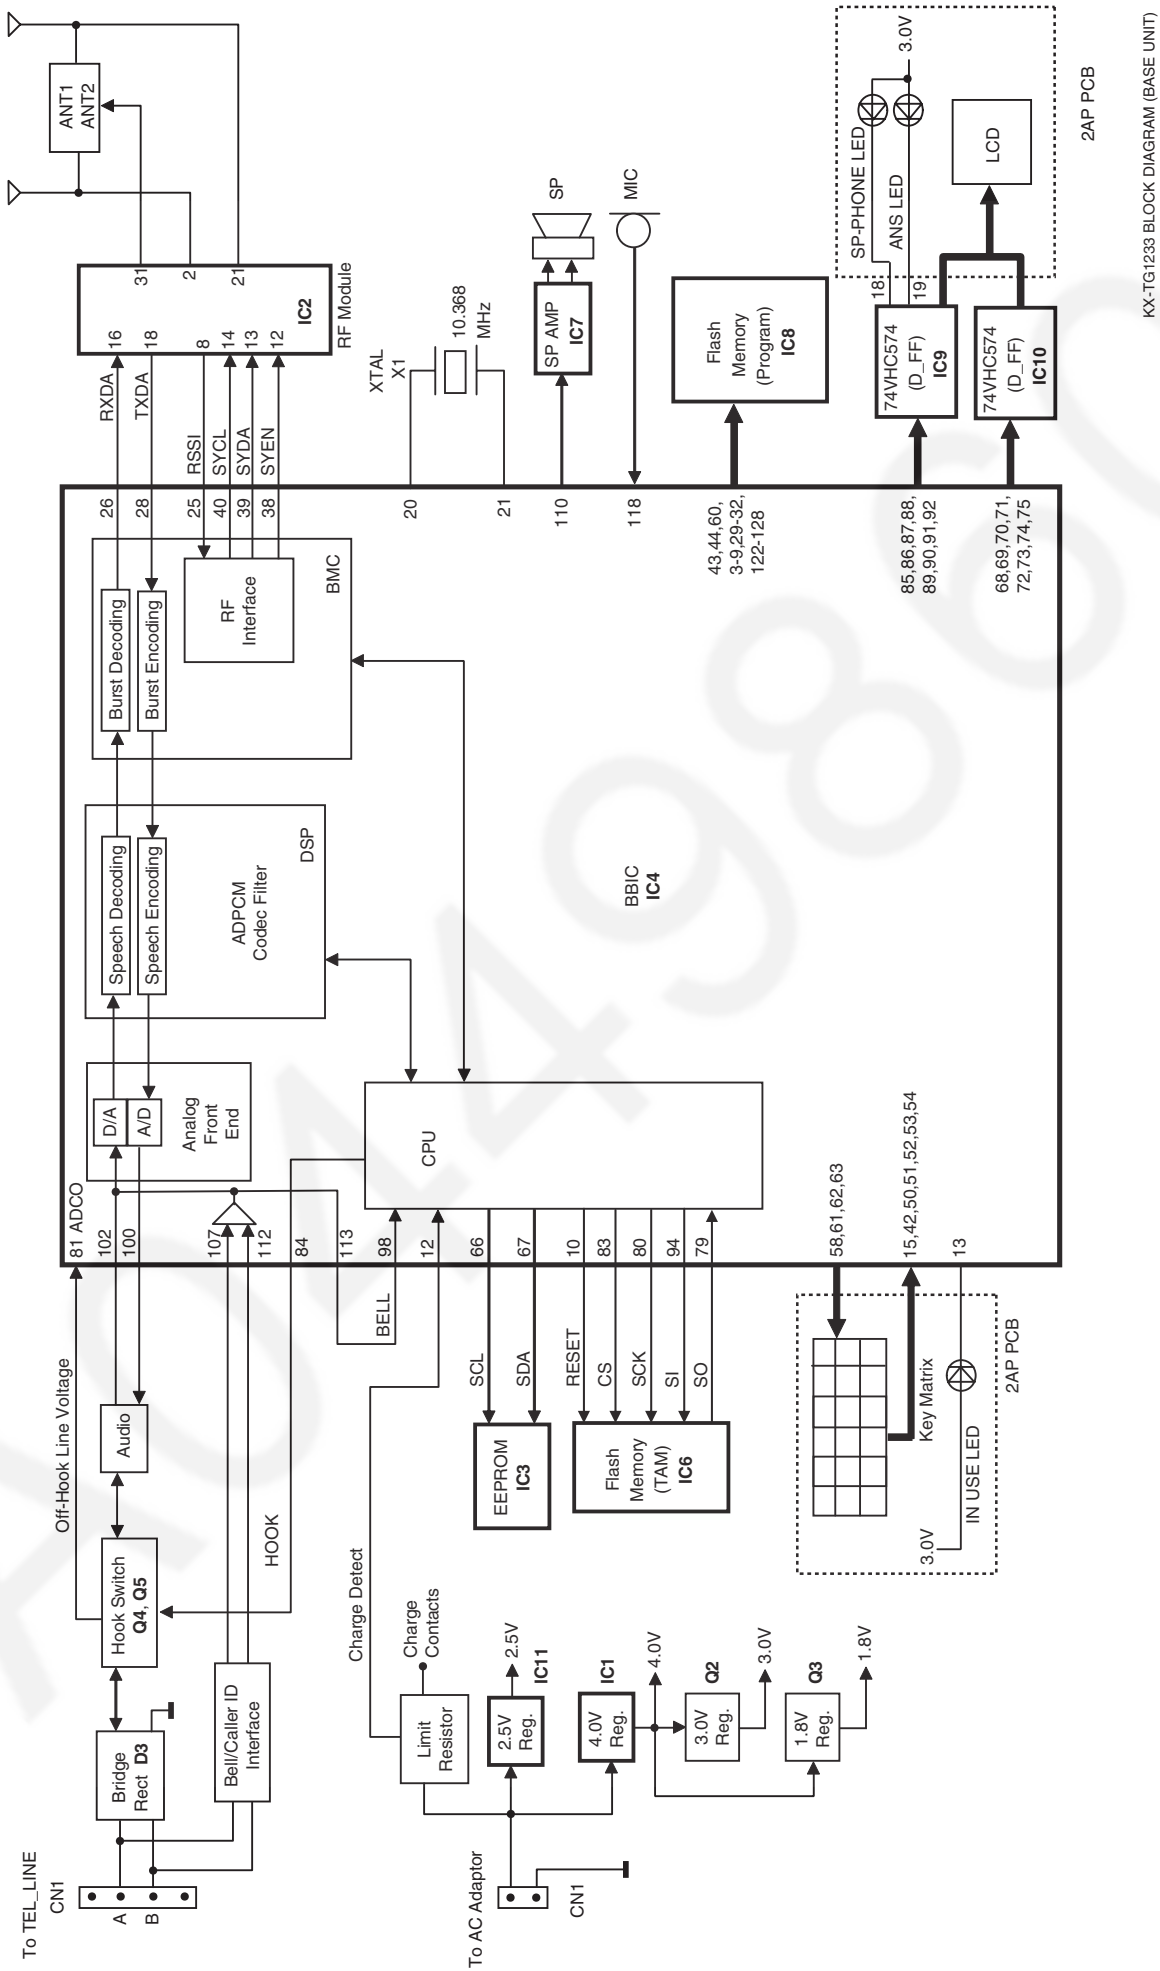 To TEL_LINE
CN1
A
B
Bridge
Rect D3
Hook Switch
Q4, Q5
Audio
Off-Hook Line Voltage
Bell/Caller ID
Interface
HOOK
81 ADCO
102
100
107
112
84
113
98
12
66
67
10
83
80
94
79
BELL
D/A
A/D
Analog
Front
End
Speech Decoding
Speech Encoding
ADPCM
Codec Filter
DSP
Burst Decoding
Burst Encoding
RF
Interface
BMC
26
28
25
40
39
38
RXDA
TXDA
RSSI
SYCL
SYDA
SYEN
16
18
8
14
13
12
31
2
21
IC2
RF Module
ANT1
ANT2
Charge Detect
Charge
Contacts
Limit
Resistor
To AC Adaptor
CN1
2.5V
Reg.
IC11
2.5V
4.0V
Reg.
IC1
4.0V
3.0V
Reg.
Q2
3.0V
1.8V
Reg.
Q3
1.8V
SCL
SDA
EEPROM
IC3
RESET
CS
SCK
SI
SO
Flash
Memory
(TAM)
IC6
CPU
BBIC
IC4
20
21
XTAL
X1
10.368
MHz
110
SP AMP
IC7
SP
118
MIC
43,44,60,
3-9,29-32,
122-128
Flash
Memory
(Program)
IC8
85,86,87,88,
89,90,91,92
74VHC574
(D_FF)
IC9
18
19
68,69,70,71,
72,73,74,75
74VHC574
(D_FF)
IC10
SP-PHONE LED
ANS LED
3.0V
LCD
2AP PCB
58,61,62,63
15,42,50,51,52,53,54
13
Key Matrix
3.0V
IN USE LED
2AP PCB
KX-TG1233 BLOCK DIAGRAM (BASE UNIT)